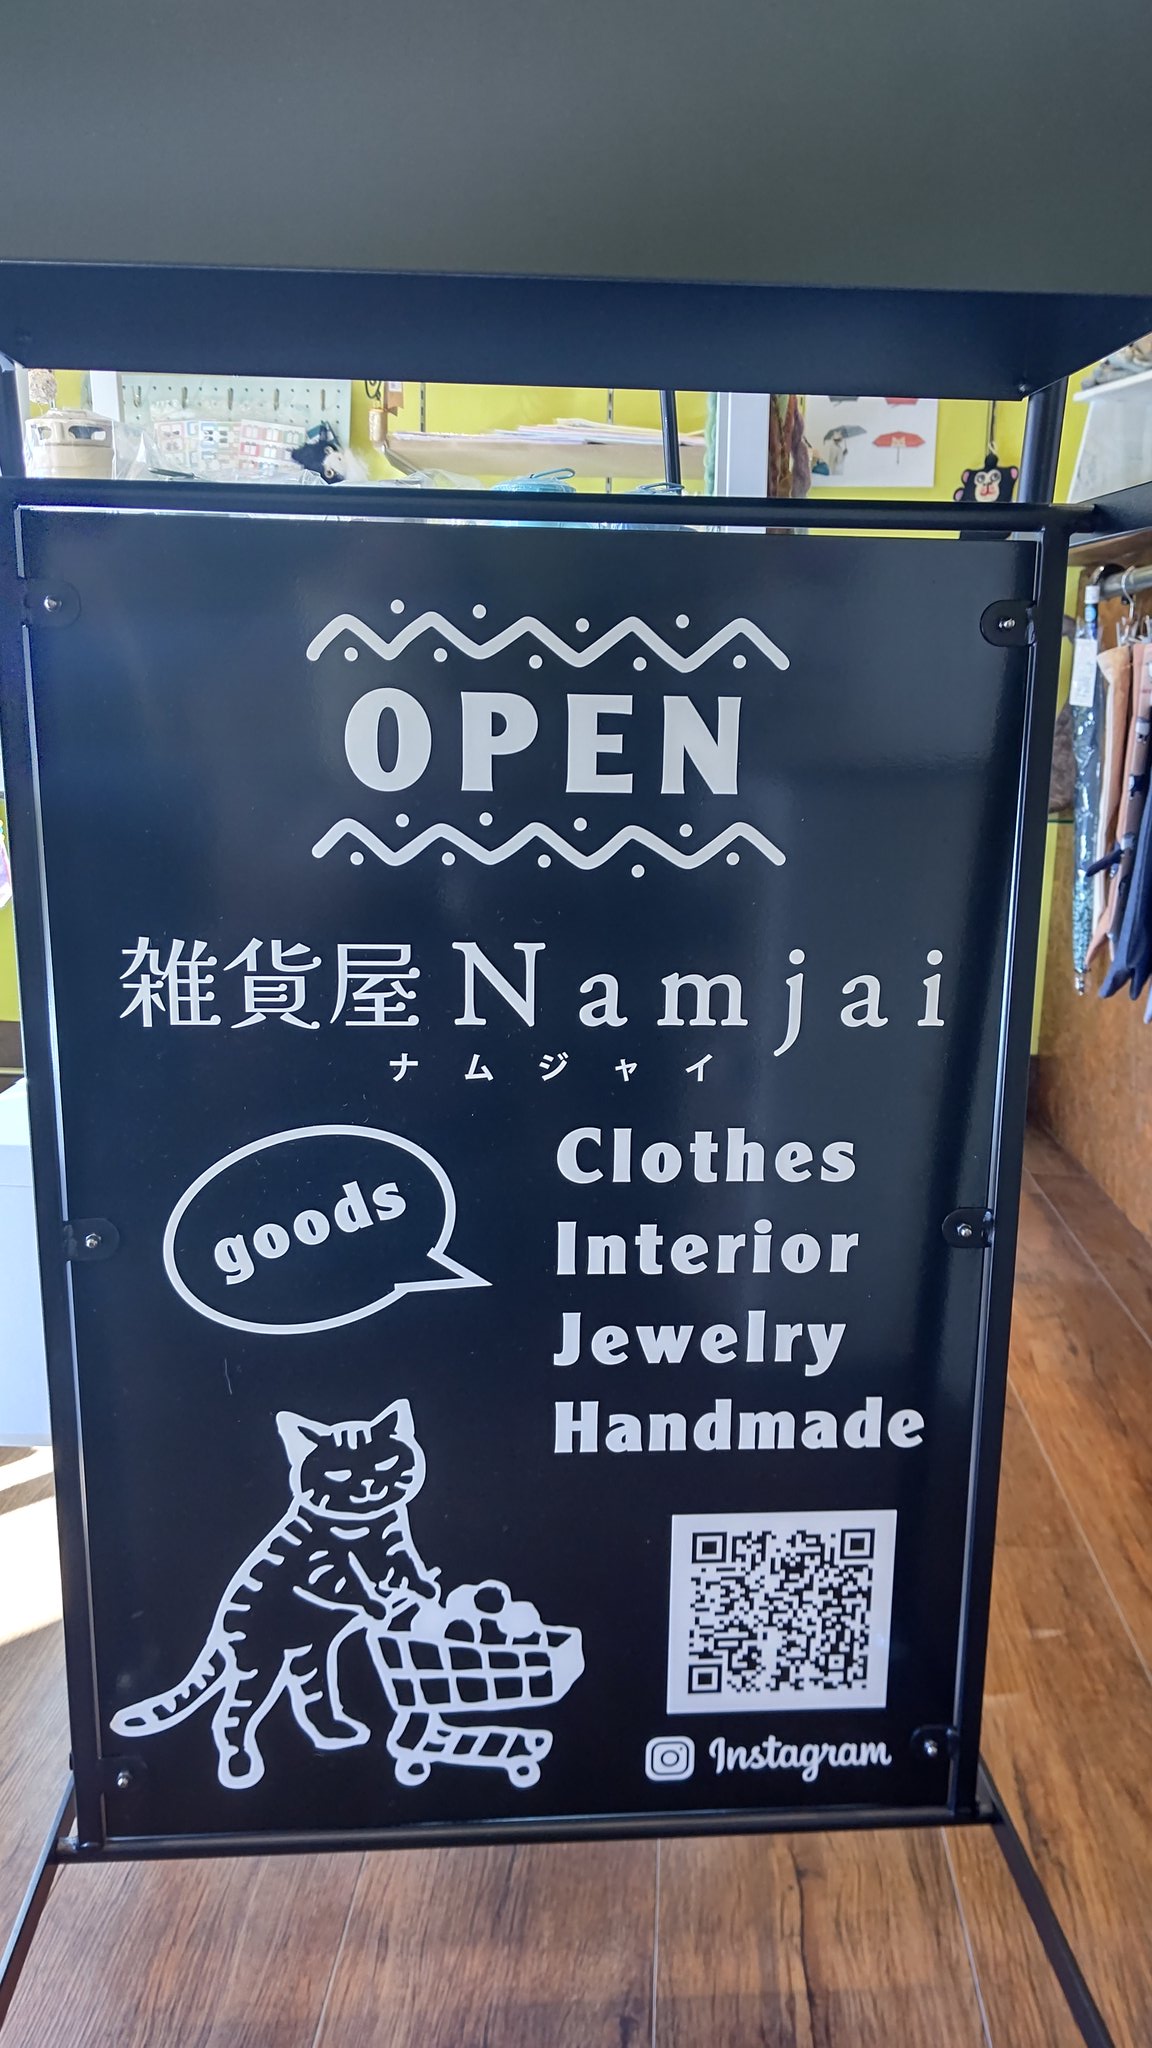 OPEN
雑貨屋 Namjai
ナムジャイ
goods
Clothes
Interior
Jewelry
Handmade
Instagram